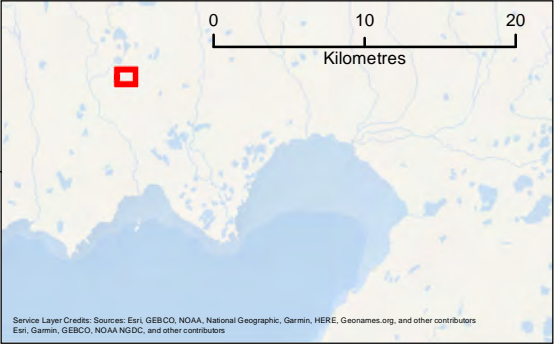 0 10 20
Kilometres
Service Layer Credits: Sources: Esri, GEBCO, NOAA, National Geographic, Garmin, HERE, Geonames.org, and other contributors
Esri, Garmin, GEBCO, NOAA NGDC, and other contributors